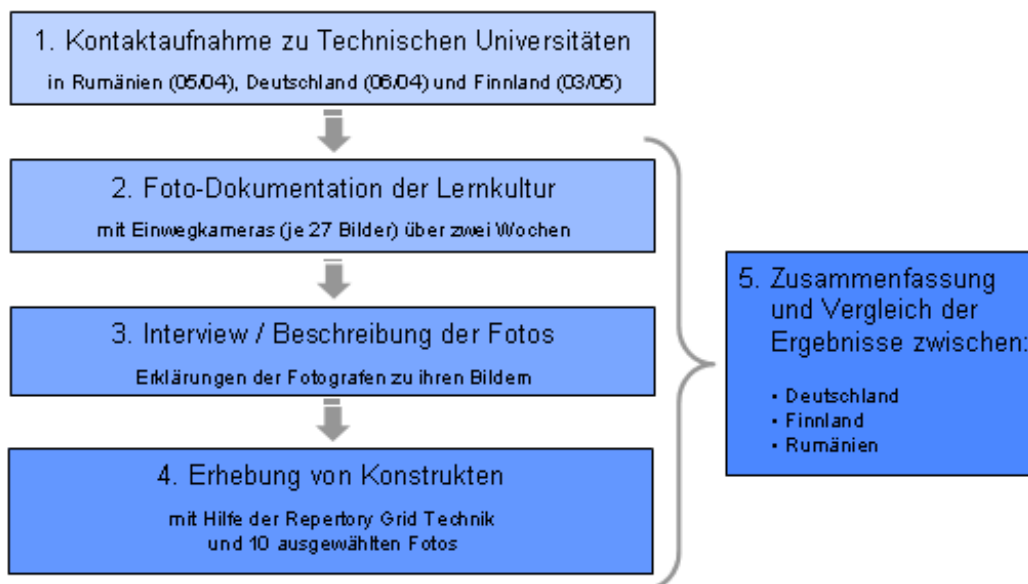 1. Kontaktaufnahme zu Technischen Universitäten
in Rumänien (05/04), Deutschland (06/04) und Finnland (03/05)
2. Foto-Dokumentation der Lernkultur
mit Einwegkameras (je 27 Bilder) über zwei Wochen
3. Interview / Beschreibung der Fotos
Erklärungen der Fotografen zu ihren Bildern
4. Erhebung von Konstrukten
mit Hilfe der Repertory Grid Technik
und 10 ausgewählten Fotos
5. Zusammenfassung
und Vergleich der
Ergebnisse zwischen:
• Deutschland
• Finnland
• Rumänien